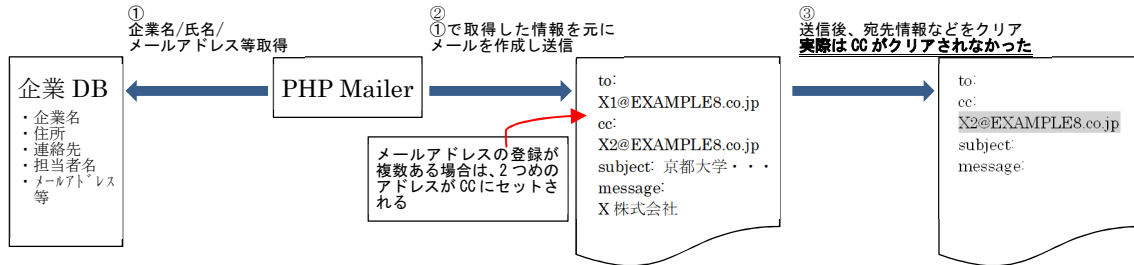 ①
企業名/氏名/
メールアドレス等取得
②
①で取得した情報を元に
メールを作成し送信
③
送信後、宛先情報などをクリア
実際は CC がクリアされなかった
企業 DB
・企業名
・住所
・連絡先
・担当者名
・メールアドレス
等
PHP Mailer
メールアドレスの登録が
複数ある場合は、2 つめの
アドレスが CC にセットさ
れる
to:
X1@EXAMPLE8.co.jp
cc:
X2@EXAMPLE8.co.jp
subject: 京都大学・・・
message:
X 株式会社
to:
cc:
X2@EXAMPLE8.co.jp
subject:
message: